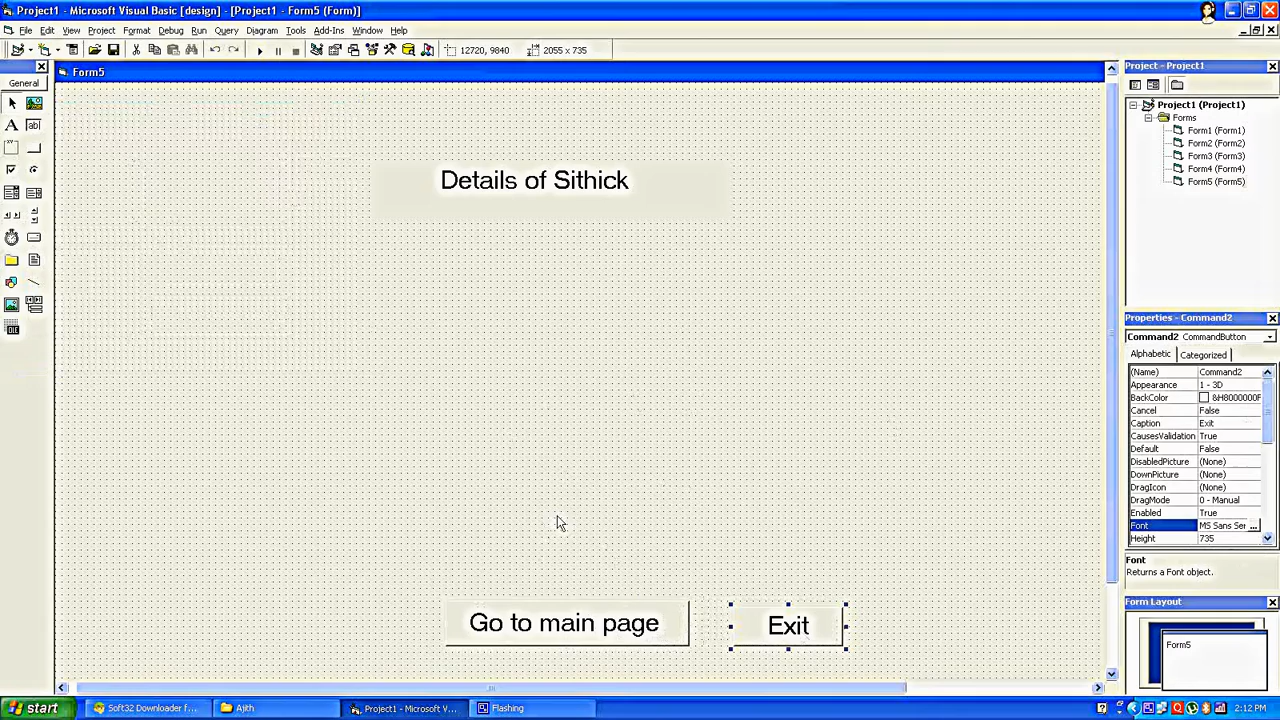 Project1 - Microsoft Visual Basic [design] - [Project1 - Form5 (Form)]
File Edit View Project Format Debug Run Query Diagram Tools Add-Ins Window Help
12720, 9840 2055 x 735
General
Form5
Details of Sithick
Go to main page
Exit
Project - Project1
Project1 (Project1)
Forms
Form1 (Form1)
Form2 (Form2)
Form3 (Form3)
Form4 (Form4)
Form5 (Form5)
Properties - Command2
Command2 CommandButton
Alphabetic Categorized
(Name) Command2
Appearance 1 - 3D
BackColor &H8000000F
Cancel False
Caption Exit
CausesValidation True
Default False
DisabledPicture (None)
DownPicture (None)
DragIcon (None)
DragMode 0 - Manual
Enabled True
Font MS Sans Ser ...
Height 735
Font
Returns a Font object.
Form Layout
Form5
start Soft32 Downloader f... Ajith Project1 - Microsoft V... Flashing 2:12 PM